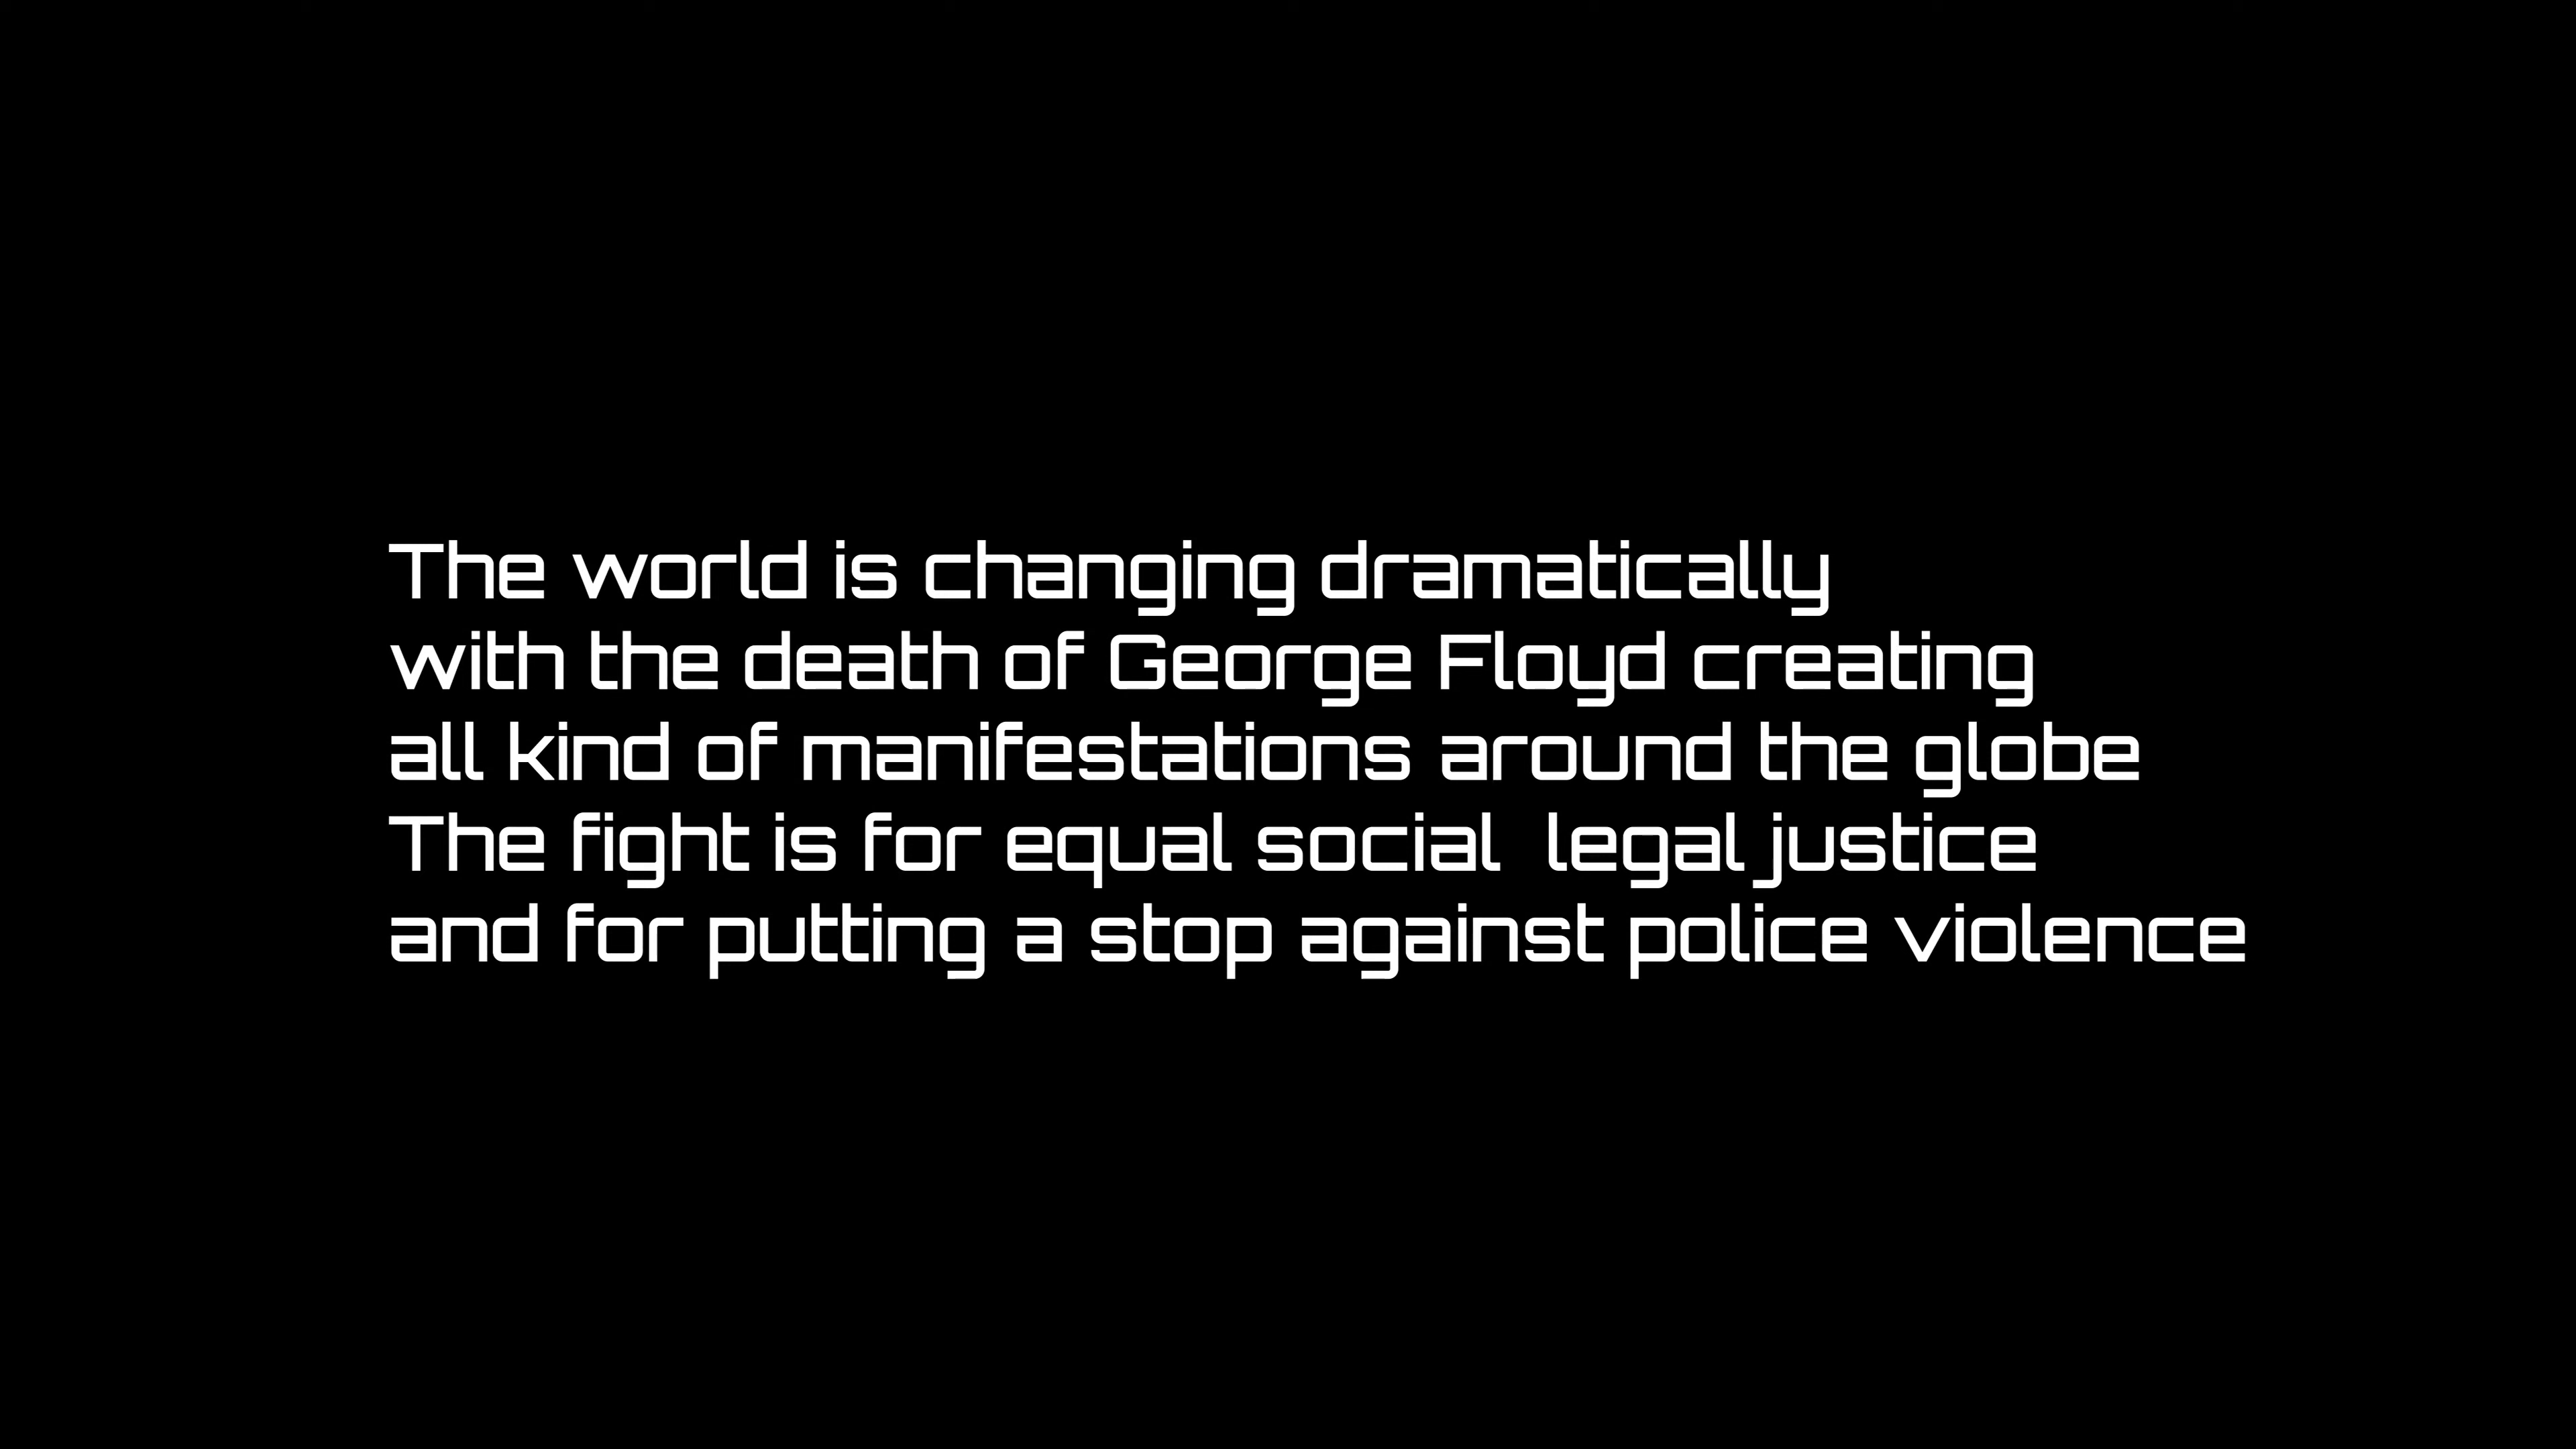 The world is changing dramatically
with the death of George Floyd creating
all kind of manifestations around the globe
The fight is for equal social  legal justice
and for putting a stop against police violence